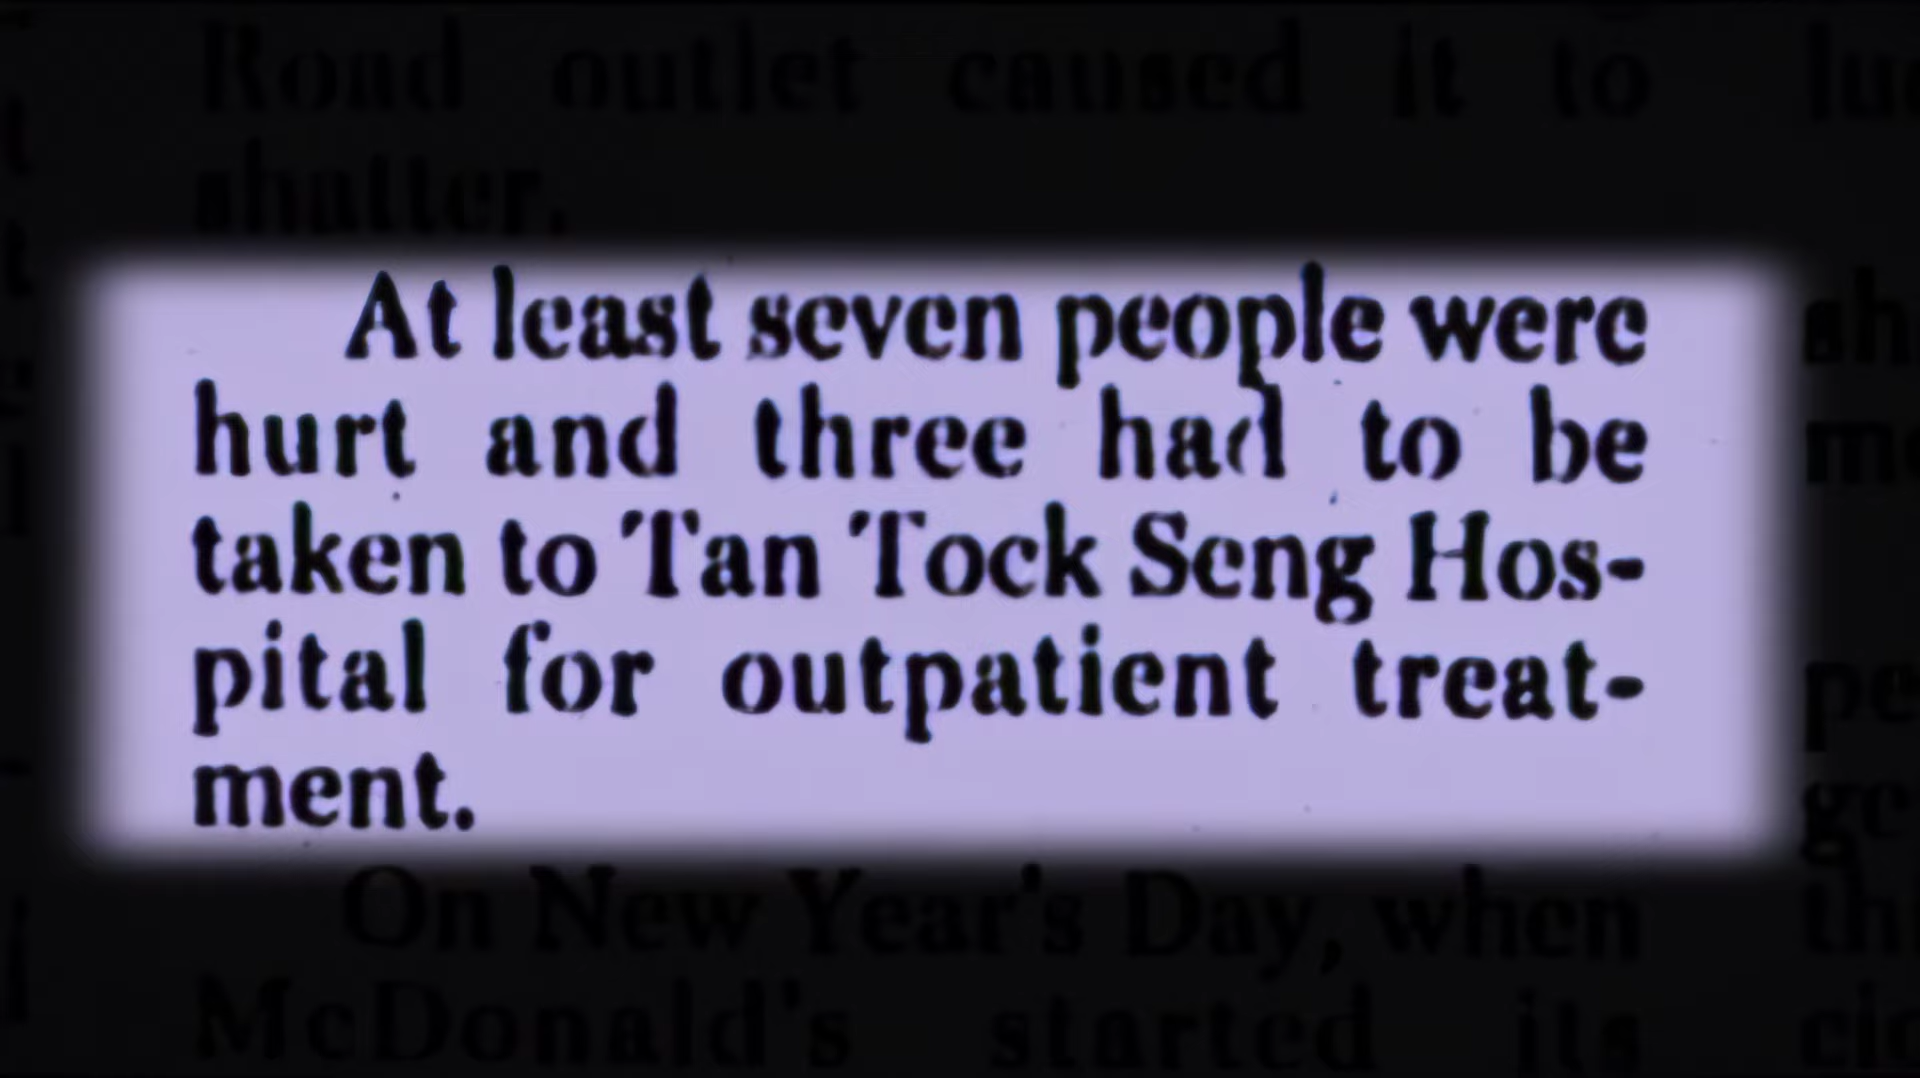 Road outlet caused it to
shatter.
At least seven people were
hurt and three had to be
taken to Tan Tock Seng Hos-
pital for outpatient treat-
ment.
On New Year's Day, when
McDonald's started its